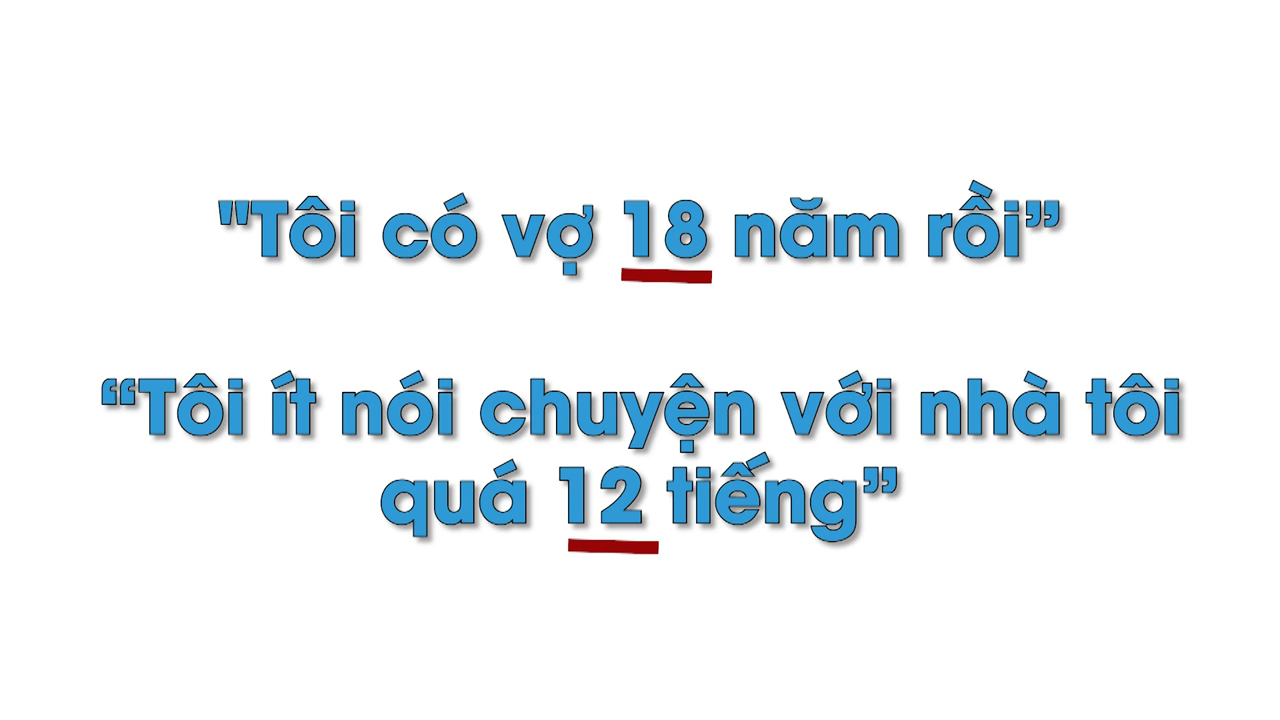 "Tôi có vợ 18 năm rồi”
“Tôi ít nói chuyện với nhà tôi
quá 12 tiếng”